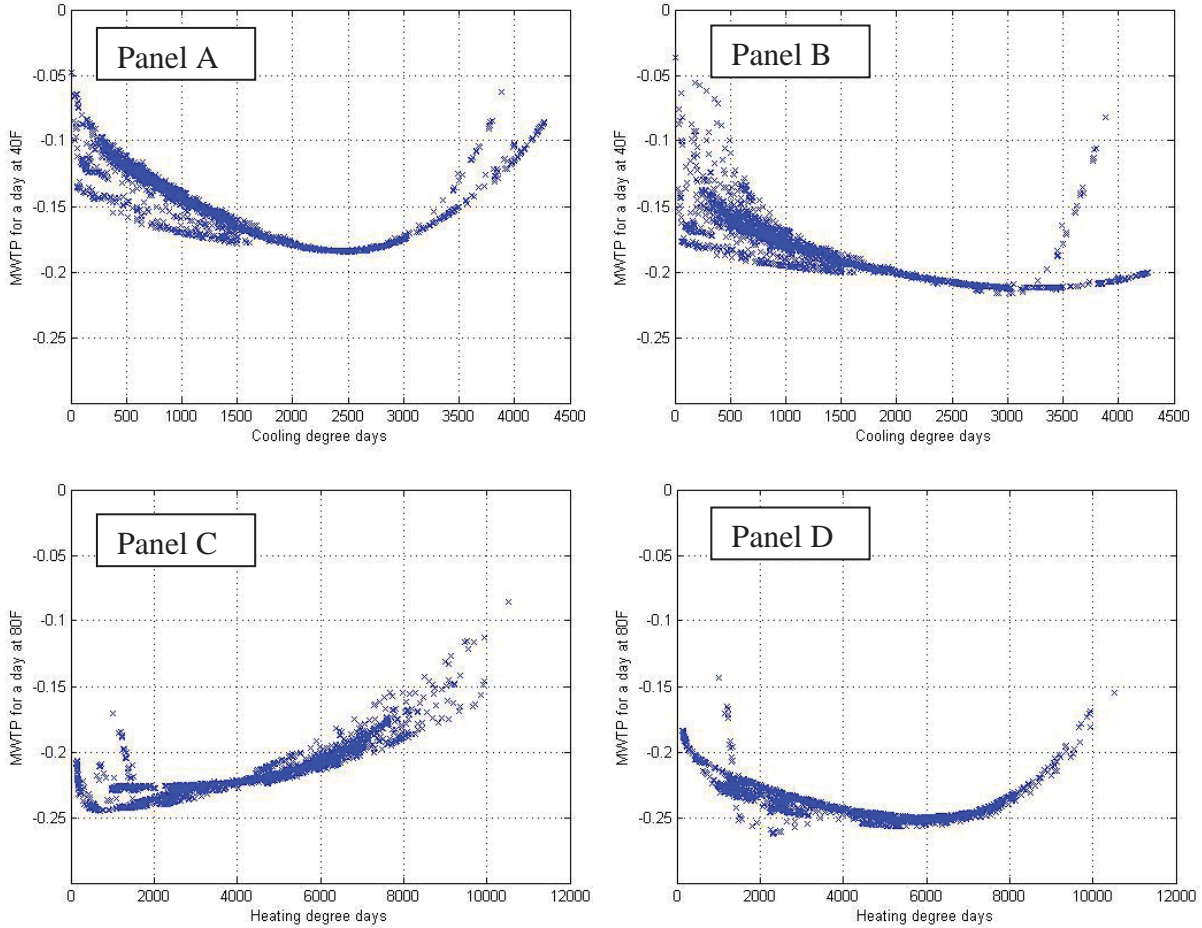 Panel A
0
-0.05
-0.1
-0.15
-0.2
-0.25
MWTP for a day at 40F
0 500 1000 1500 2000 2500 3000 3500 4000 4500
Cooling degree days
Panel B
0
-0.05
-0.1
-0.15
-0.2
-0.25
MWTP for a day at 40F
0 500 1000 1500 2000 2500 3000 3500 4000 4500
Cooling degree days
Panel C
0
-0.05
-0.1
-0.15
-0.2
-0.25
MWTP for a day at 80F
0 2000 4000 6000 8000 10000 12000
Heating degree days
Panel D
0
-0.05
-0.1
-0.15
-0.2
-0.25
MWTP for a day at 80F
0 2000 4000 6000 8000 10000 12000
Heating degree days